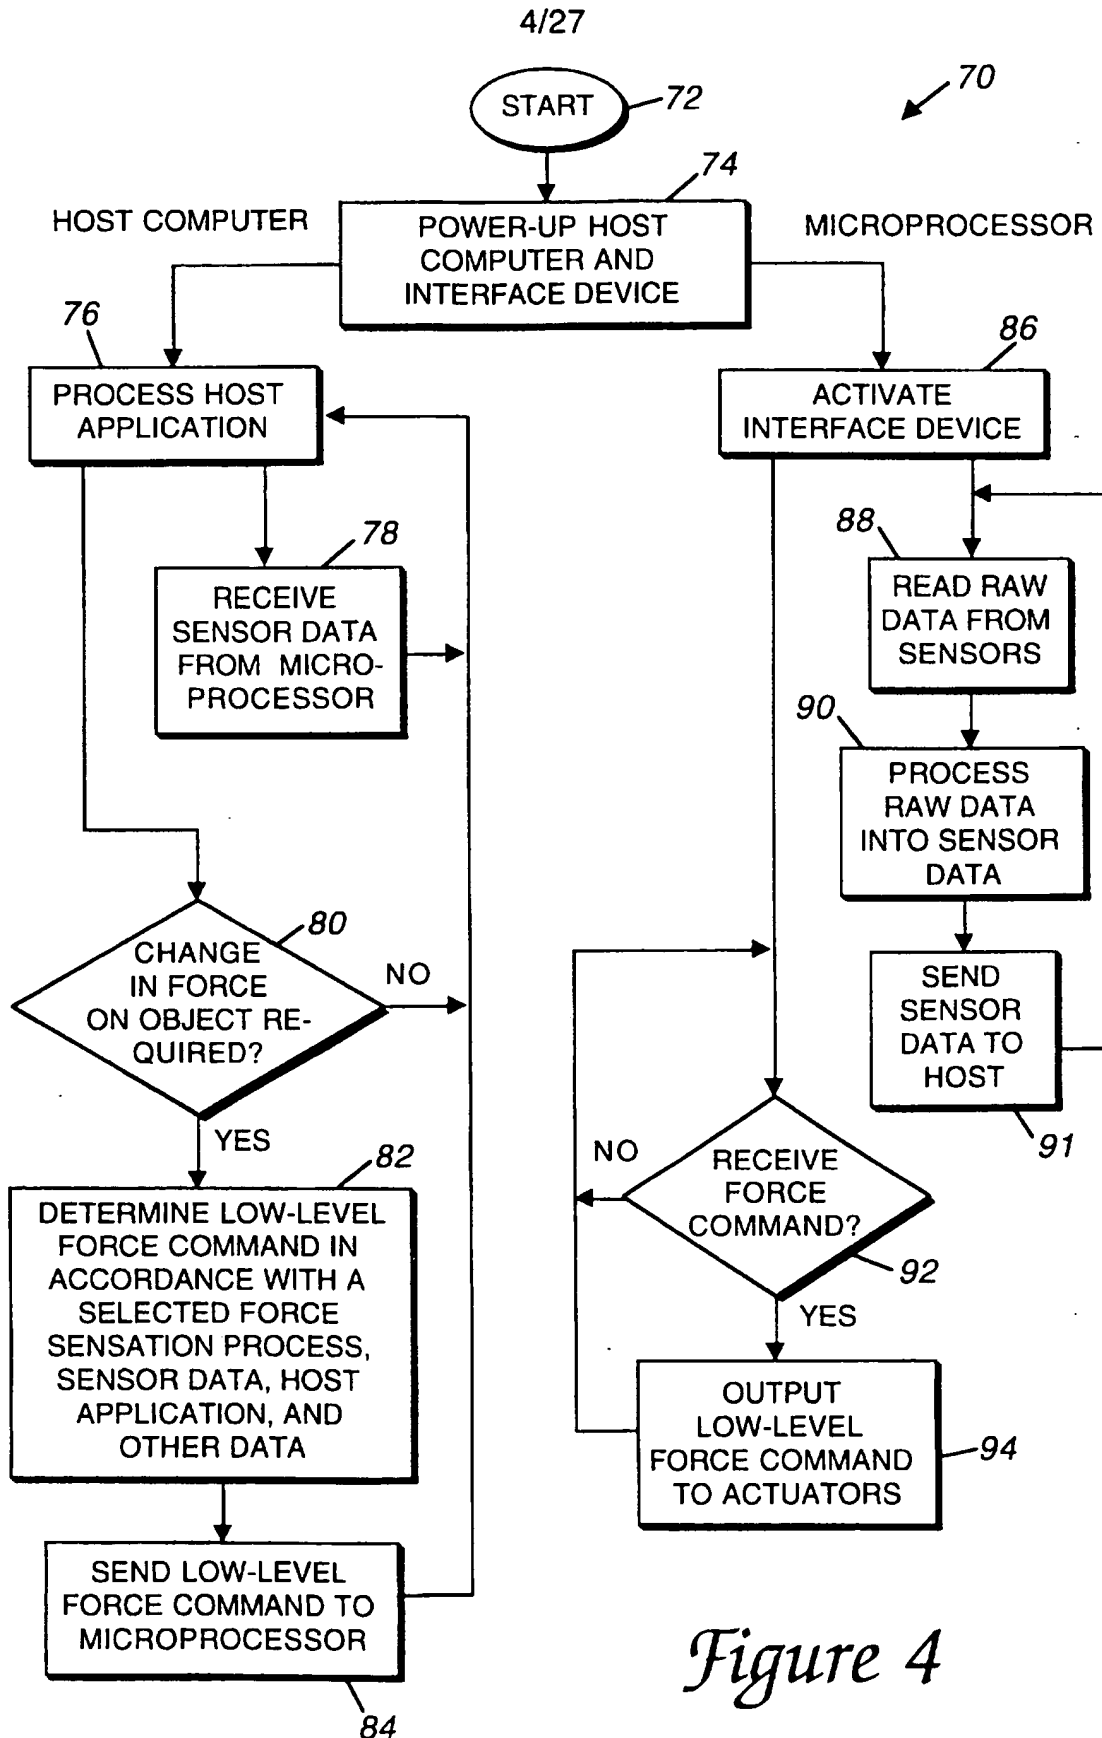 4/27
START
72
70
74
HOST COMPUTER
POWER-UP HOST
COMPUTER AND
INTERFACE DEVICE
MICROPROCESSOR
76
PROCESS HOST
APPLICATION
86
ACTIVATE
INTERFACE DEVICE
78
RECEIVE
SENSOR DATA
FROM MICRO-
PROCESSOR
88
READ RAW
DATA FROM
SENSORS
90
PROCESS
RAW DATA
INTO SENSOR
DATA
80
CHANGE
IN FORCE
ON OBJECT RE-
QUIRED?
NO
YES
SEND
SENSOR
DATA TO
HOST
91
82
DETERMINE LOW-LEVEL
FORCE COMMAND IN
ACCORDANCE WITH A
SELECTED FORCE
SENSATION PROCESS,
SENSOR DATA, HOST
APPLICATION, AND
OTHER DATA
NO
RECEIVE
FORCE
COMMAND?
92
YES
OUTPUT
LOW-LEVEL
FORCE COMMAND
TO ACTUATORS
94
SEND LOW-LEVEL
FORCE COMMAND TO
MICROPROCESSOR
84
Figure 4